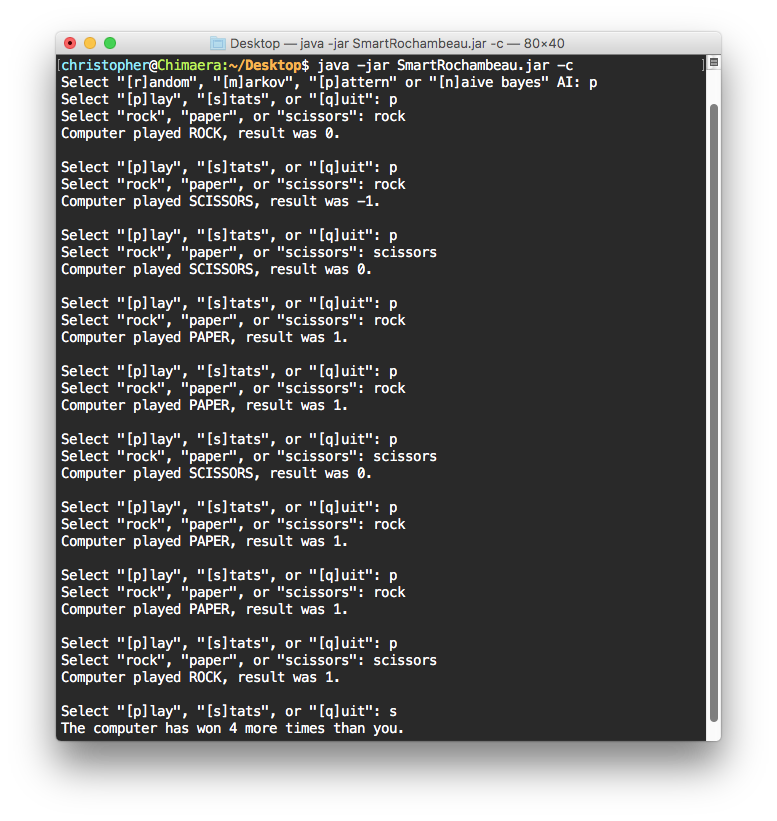 Desktop — java -jar SmartRochambeau.jar -c — 80×40
[christopher@Chimaera:~/Desktop$ java -jar SmartRochambeau.jar -c ]
Select "[r]andom", "[m]arkov", "[p]attern" or "[n]aive bayes" AI: p
Select "[p]lay", "[s]tats", or "[q]uit": p
Select "rock", "paper", or "scissors": rock
Computer played ROCK, result was 0.
Select "[p]lay", "[s]tats", or "[q]uit": p
Select "rock", "paper", or "scissors": rock
Computer played SCISSORS, result was -1.
Select "[p]lay", "[s]tats", or "[q]uit": p
Select "rock", "paper", or "scissors": scissors
Computer played SCISSORS, result was 0.
Select "[p]lay", "[s]tats", or "[q]uit": p
Select "rock", "paper", or "scissors": rock
Computer played PAPER, result was 1.
Select "[p]lay", "[s]tats", or "[q]uit": p
Select "rock", "paper", or "scissors": rock
Computer played PAPER, result was 1.
Select "[p]lay", "[s]tats", or "[q]uit": p
Select "rock", "paper", or "scissors": scissors
Computer played SCISSORS, result was 0.
Select "[p]lay", "[s]tats", or "[q]uit": p
Select "rock", "paper", or "scissors": rock
Computer played PAPER, result was 1.
Select "[p]lay", "[s]tats", or "[q]uit": p
Select "rock", "paper", or "scissors": rock
Computer played PAPER, result was 1.
Select "[p]lay", "[s]tats", or "[q]uit": p
Select "rock", "paper", or "scissors": scissors
Computer played ROCK, result was 1.
Select "[p]lay", "[s]tats", or "[q]uit": s
The computer has won 4 more times than you.